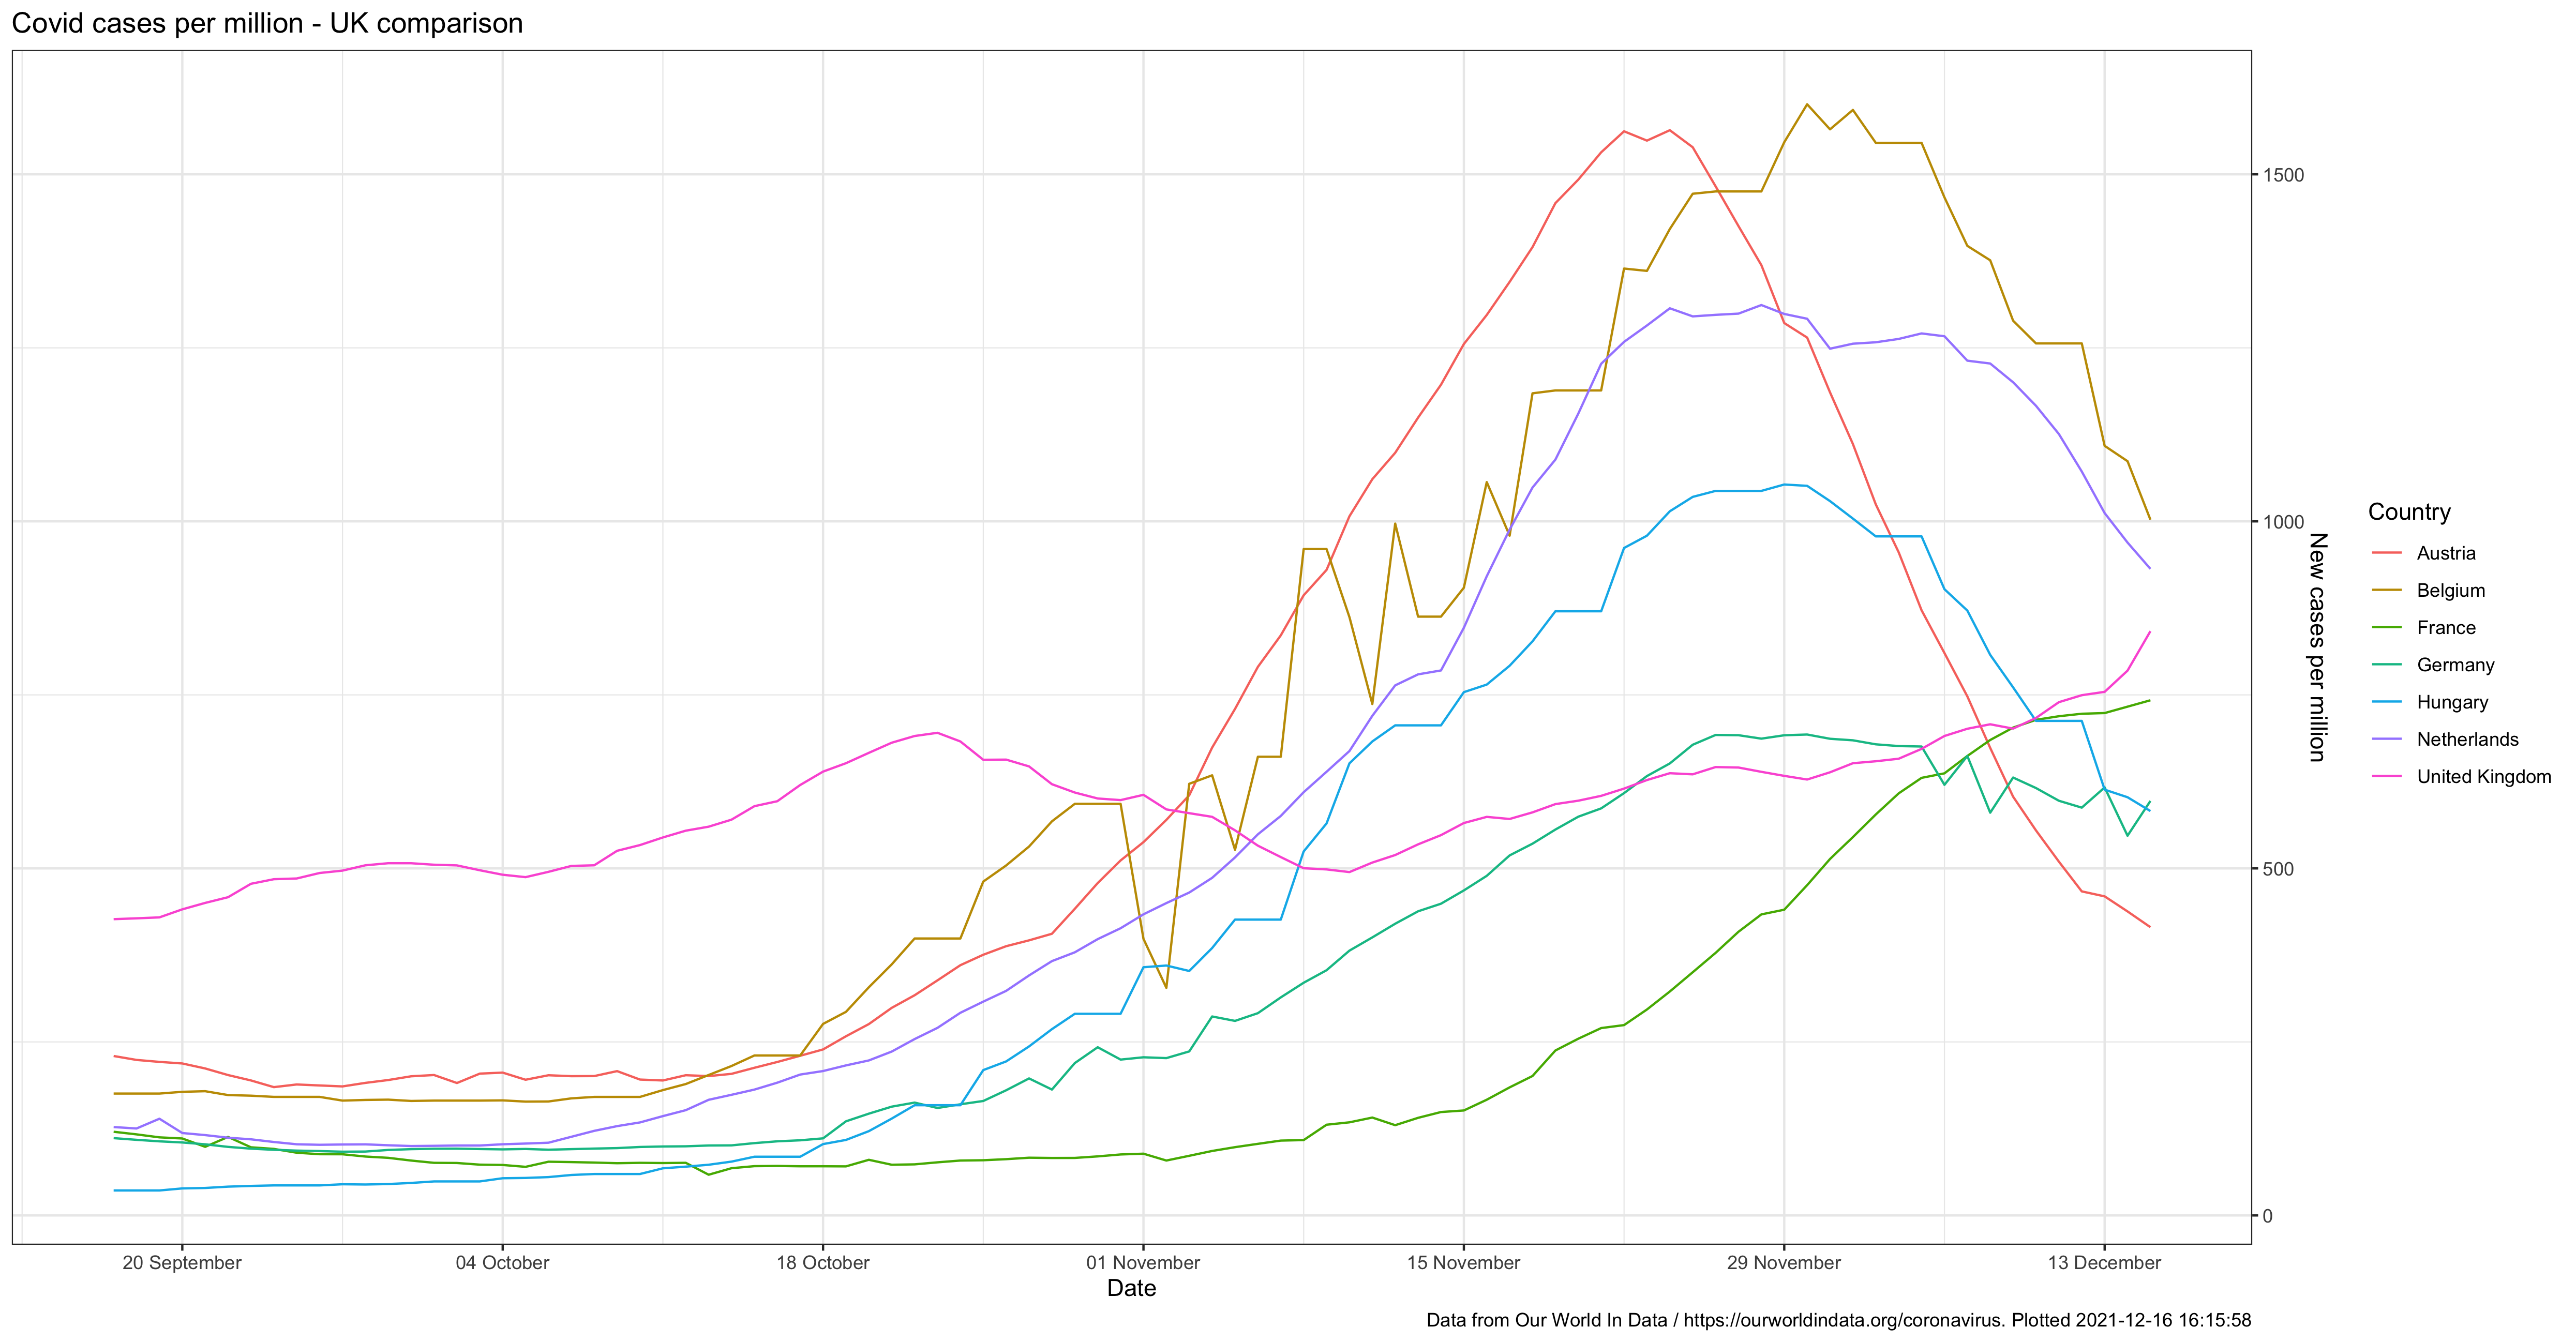 Covid cases per million - UK comparison
1500
1000
500
0
New cases per million
Country
Austria
Belgium
France
Germany
Hungary
Netherlands
United Kingdom
20 September
04 October
18 October
01 November
15 November
29 November
13 December
Date
Data from Our World In Data / https://ourworldindata.org/coronavirus. Plotted 2021-12-16 16:15:58